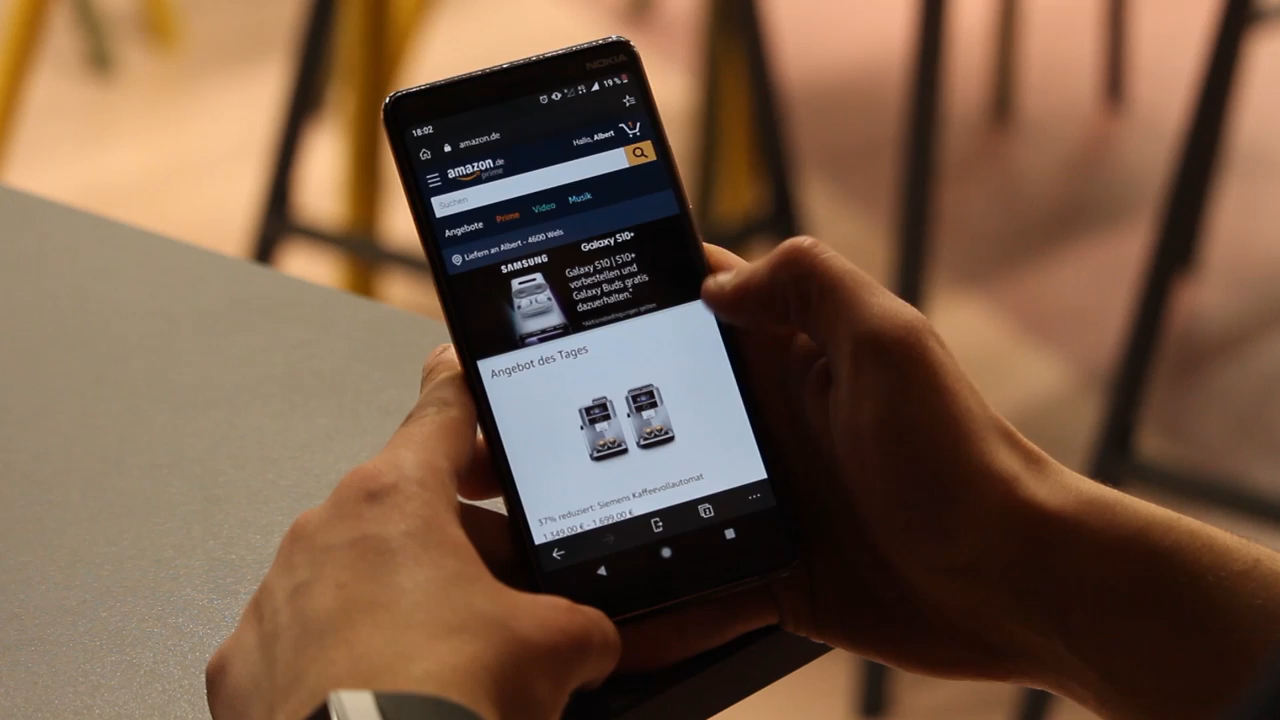 NOKIA
18:02
19 %
amazon.de
Hallo, Albert
amazon.de
prime
Suchen
Angebote Prime Video Musik
Liefern an Albert - 4600 Wels
SAMSUNG
Galaxy S10+
Galaxy S10 | S10+
vorbestellen und
Galaxy Buds gratis
dazuerhalten.*
*Aktionsbedingungen gelten
Angebot des Tages
37% reduziert: Siemens Kaffeevollautomat
1.349,00 € - 1.699,00 €